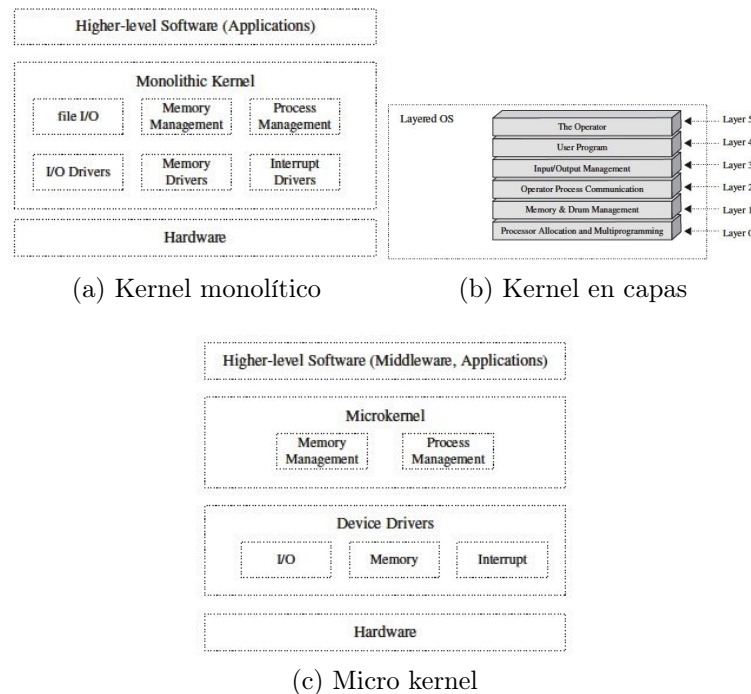 Higher-level Software (Applications)
Monolithic Kernel
file I/O
Memory
Management
Process
Management
I/O Drivers
Memory
Drivers
Interrupt
Drivers
Hardware
(a) Kernel monolítico
Layered OS
The Operator
Layer 5
User Program
Layer 4
Input/Output Management
Layer 3
Operator Process Communication
Layer 2
Memory & Drum Management
Layer 1
Processor Allocation and Multiprogramming
Layer 0
(b) Kernel en capas
Higher-level Software (Middleware, Applications)
Microkernel
Memory
Management
Process
Management
Device Drivers
I/O
Memory
Interrupt
Hardware
(c) Micro kernel